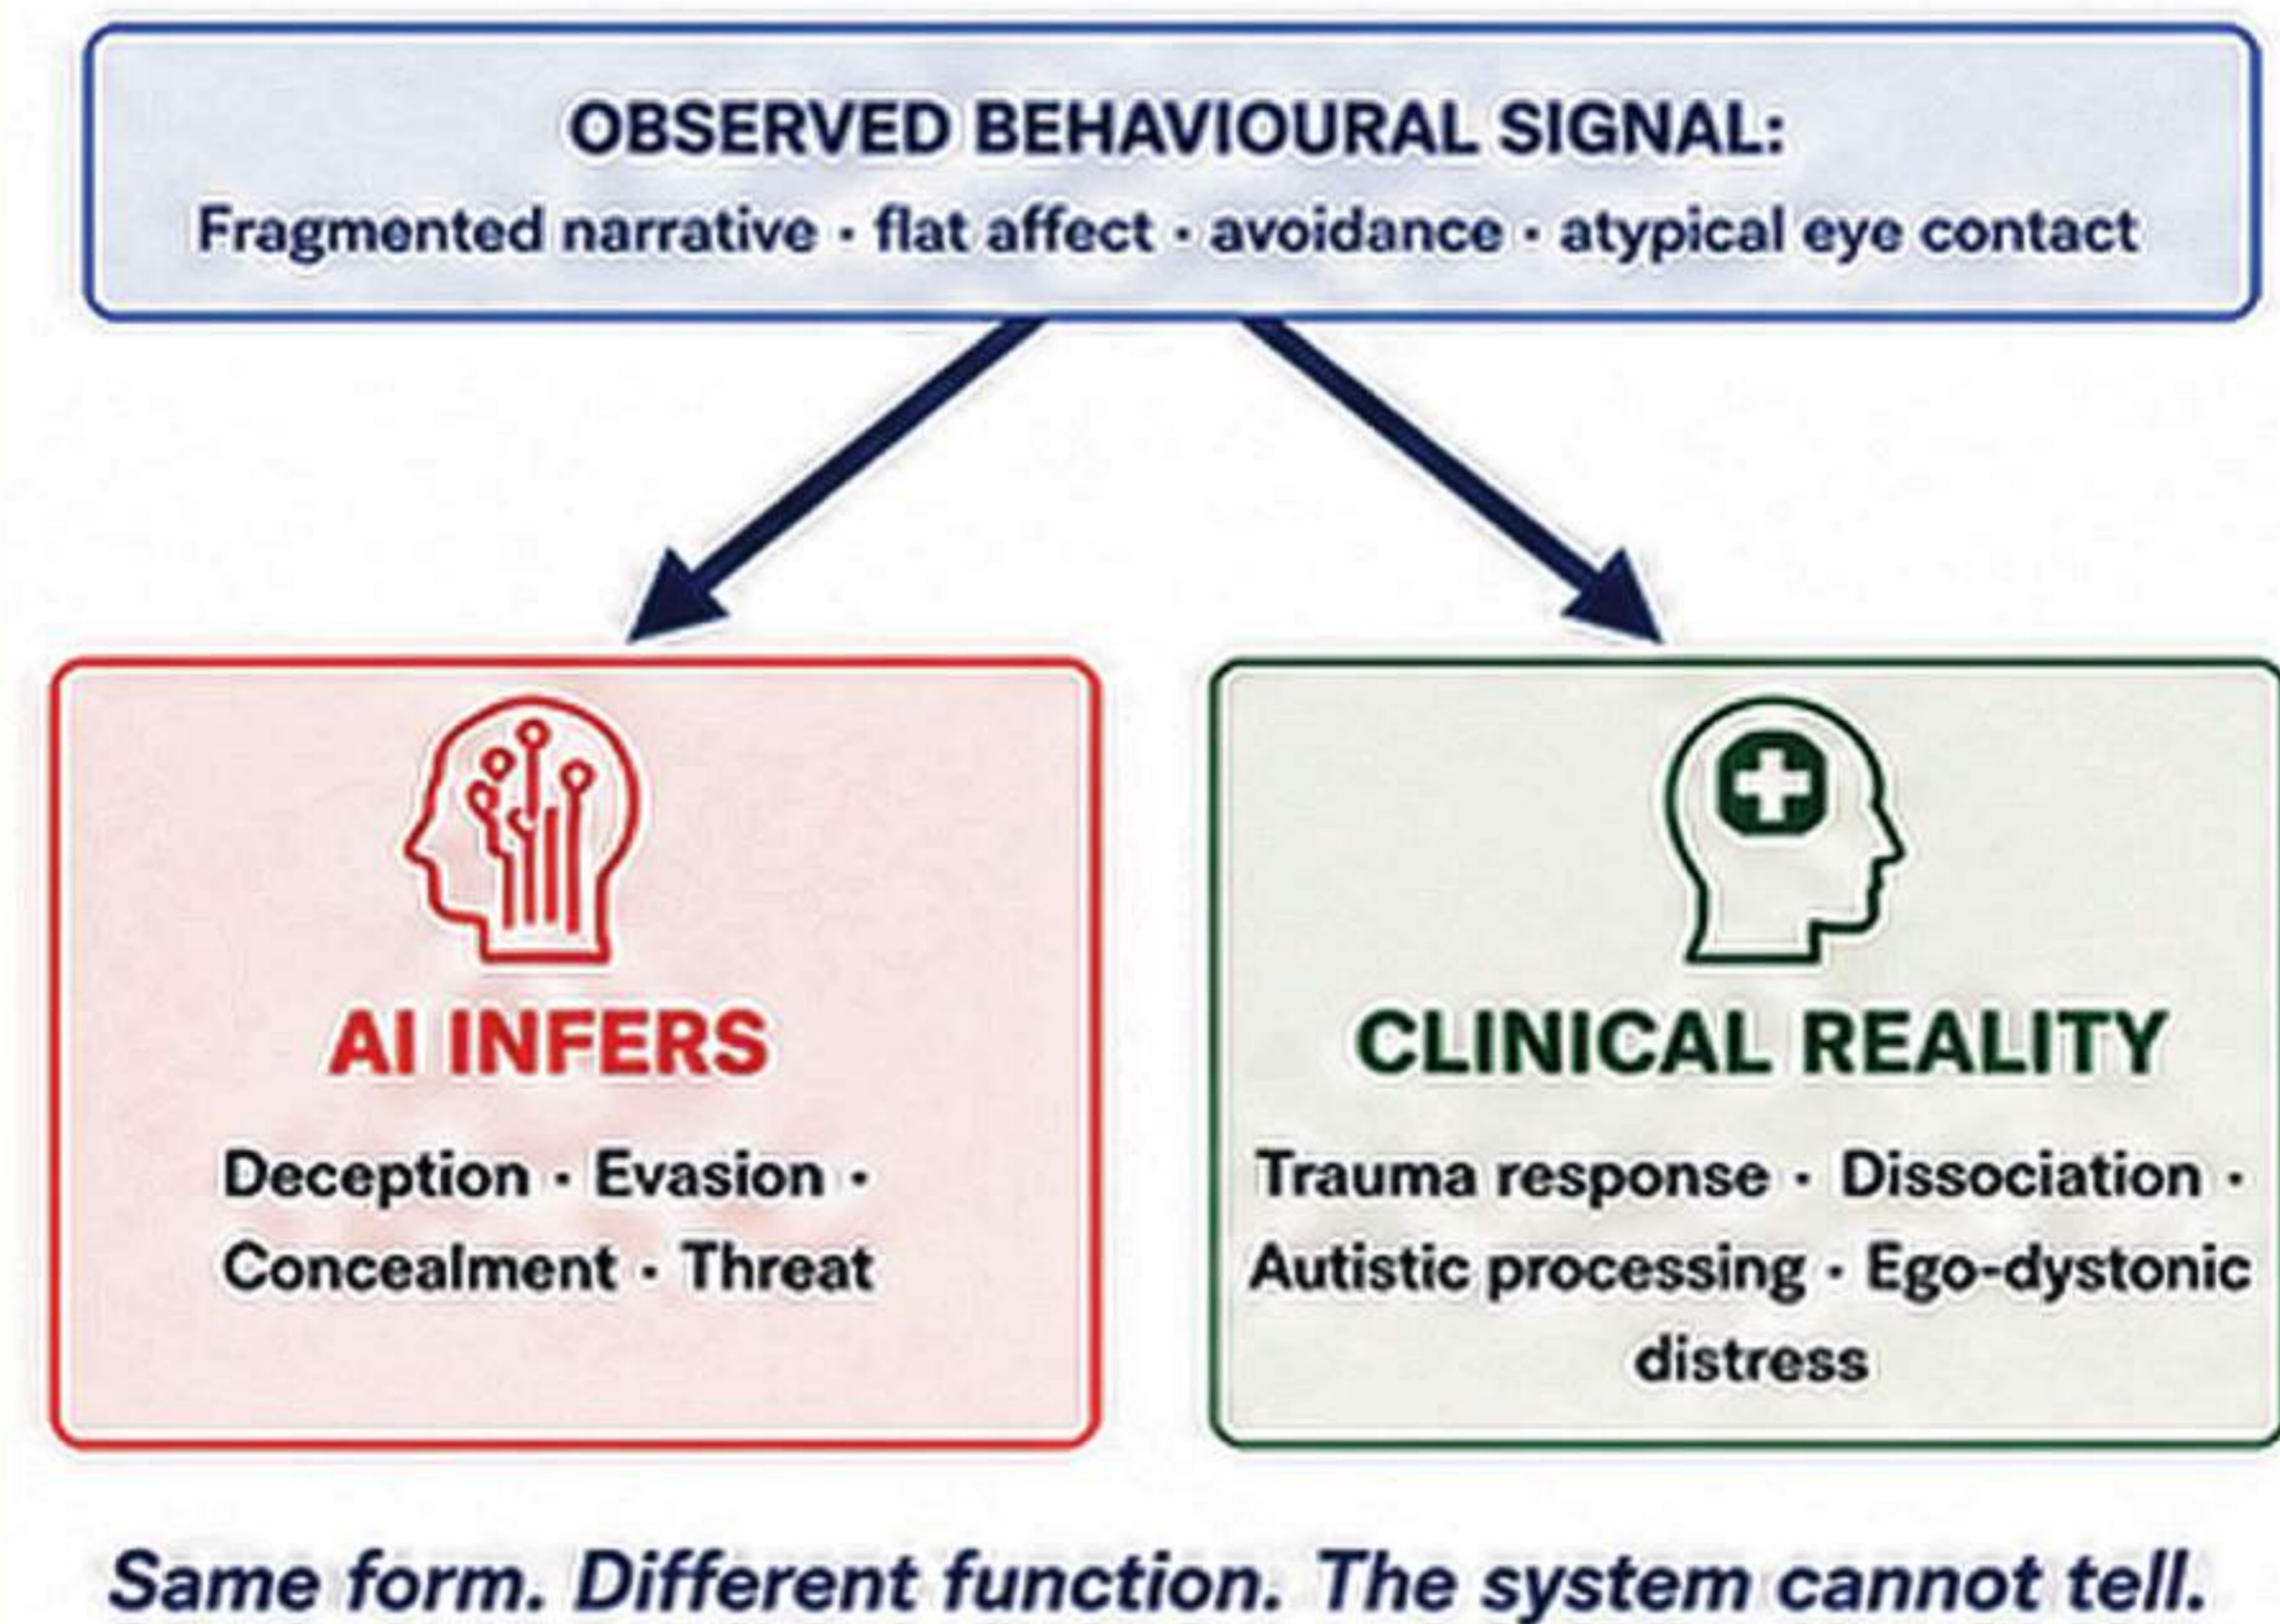 OBSERVED BEHAVIOURAL SIGNAL:
Fragmented narrative · flat affect · avoidance · atypical eye contact
AI INFERS
Deception · Evasion ·
Concealment · Threat
CLINICAL REALITY
Trauma response · Dissociation ·
Autistic processing · Ego-dystonic
distress
Same form. Different function. The system cannot tell.